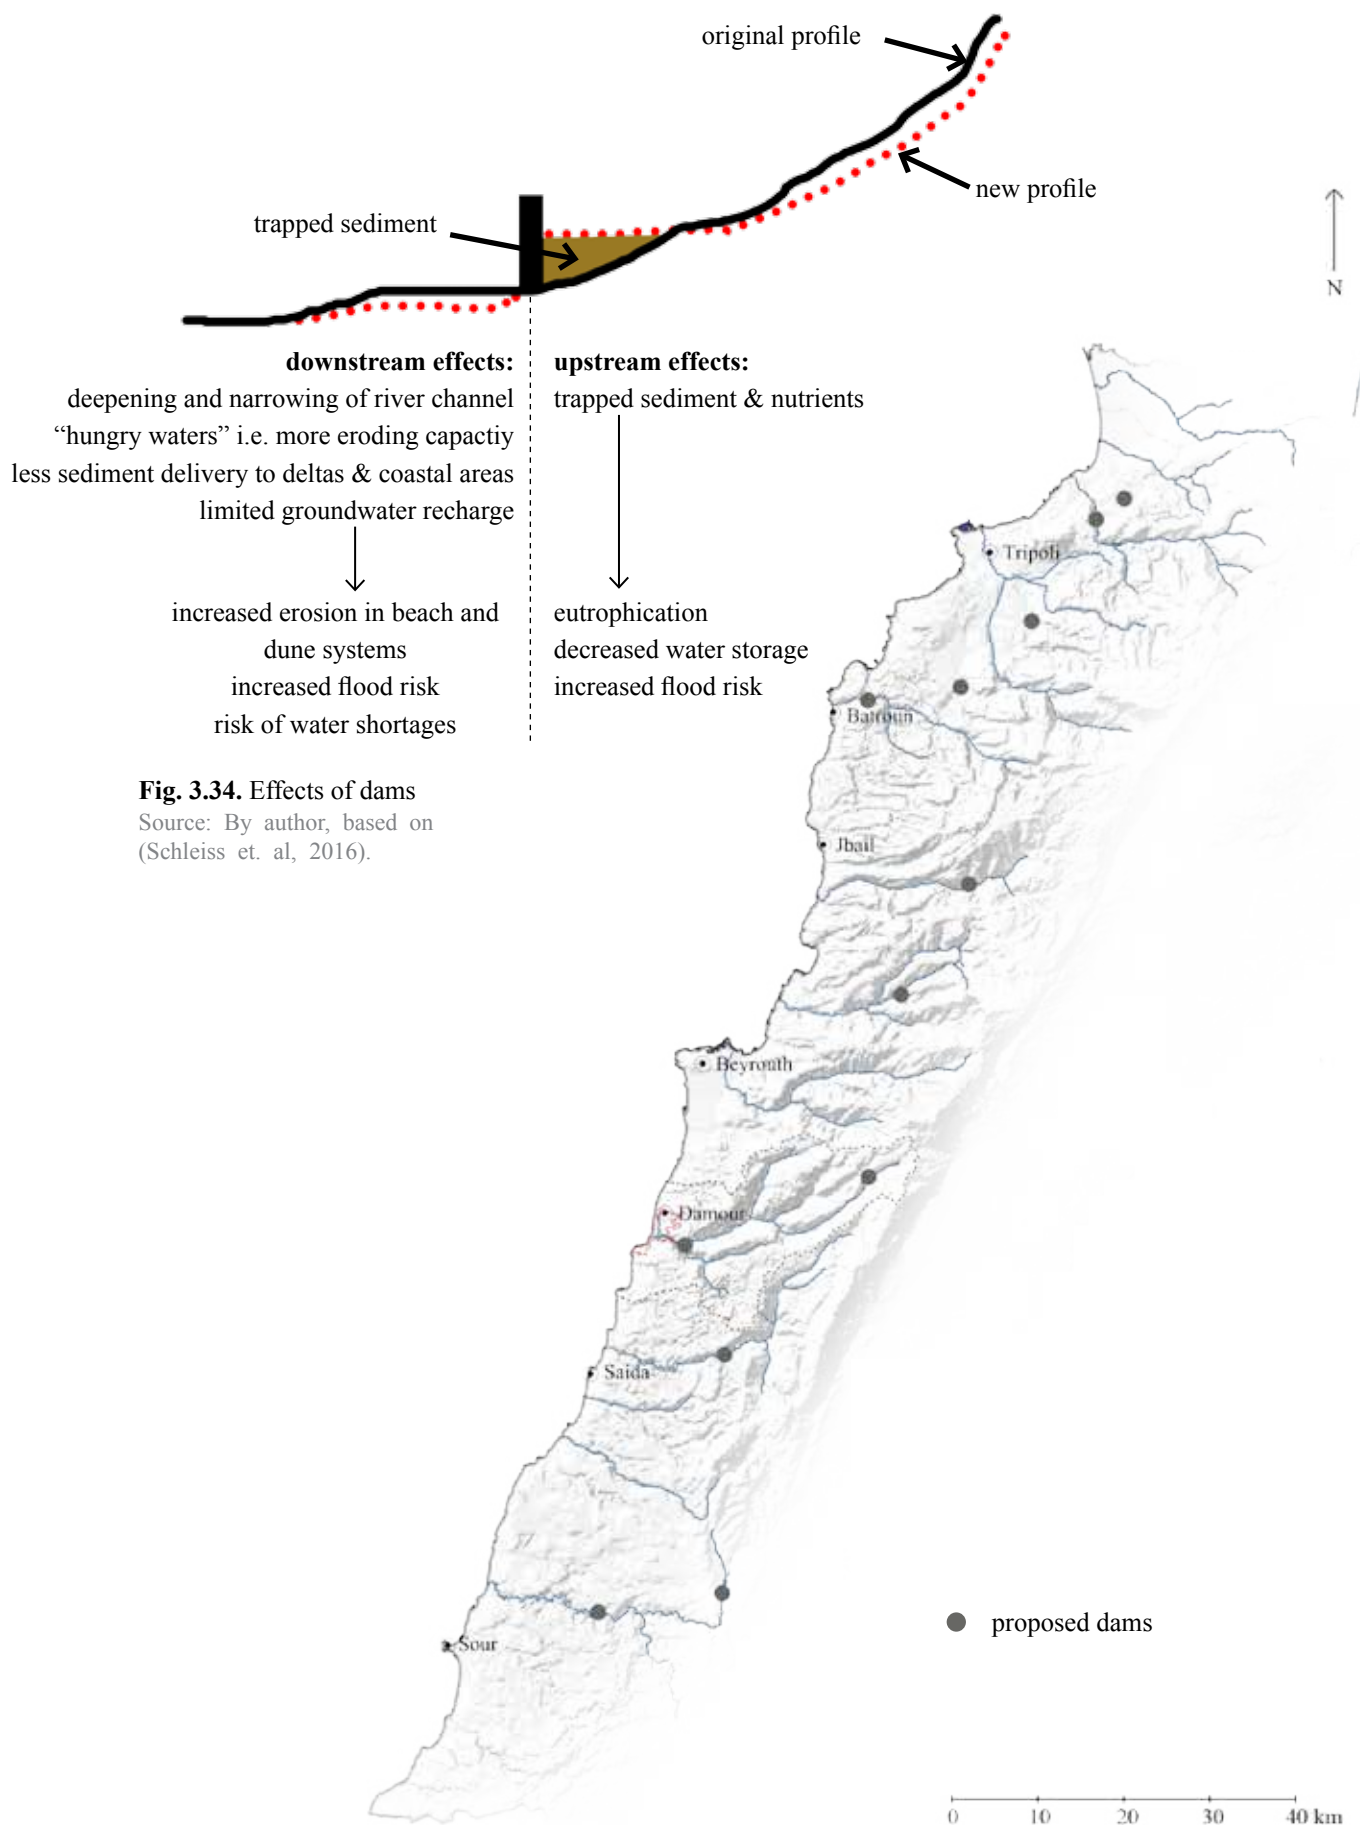 original profile
new profile
trapped sediment
N
downstream effects:
deepening and narrowing of river channel
“hungry waters” i.e. more eroding capactiy
less sediment delivery to deltas & coastal areas
limited groundwater recharge
increased erosion in beach and
dune systems
increased flood risk
risk of water shortages
upstream effects:
trapped sediment & nutrients
eutrophication
decreased water storage
increased flood risk
Fig. 3.34. Effects of dams
Source: By author, based on
(Schleiss et. al, 2016).
Tripoli
Batroun
Jbail
Beyrouth
Damour
Saida
Sour
proposed dams
0 10 20 30 40 km